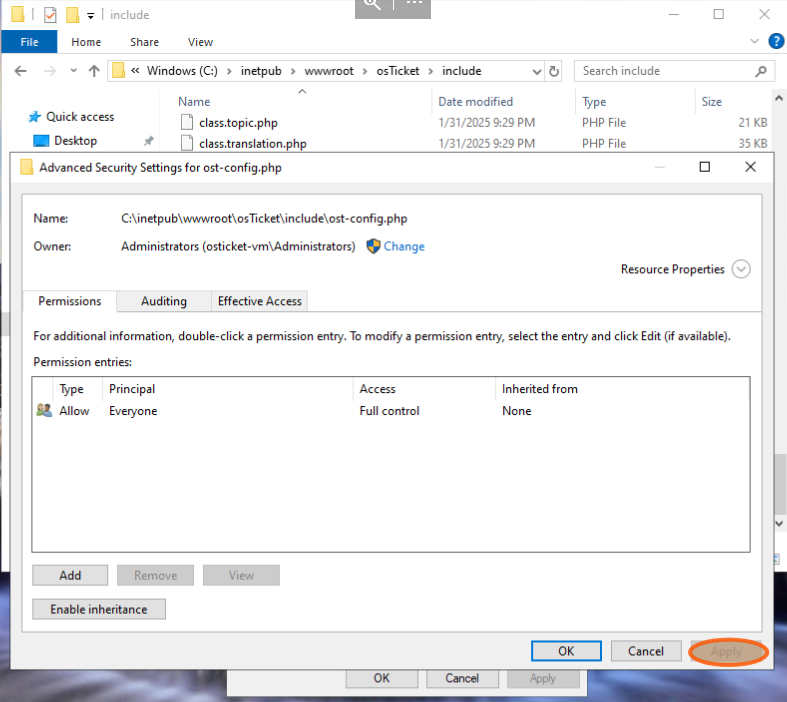 include
File Home Share View
« Windows (C:) › inetpub › wwwroot › osTicket › include
Search include
Quick access
Desktop
Name Date modified Type Size
class.topic.php 1/31/2025 9:29 PM PHP File 21 KB
class.translation.php 1/31/2025 9:29 PM PHP File 35 KB
Advanced Security Settings for ost-config.php
Name: C:\inetpub\wwwroot\osTicket\include\ost-config.php
Owner: Administrators (osticket-vm\Administrators) Change
Resource Properties
Permissions Auditing Effective Access
For additional information, double-click a permission entry. To modify a permission entry, select the entry and click Edit (if available).
Permission entries:
Type Principal Access Inherited from
Allow Everyone Full control None
Add Remove View
Enable inheritance
OK Cancel Apply
OK Cancel Apply